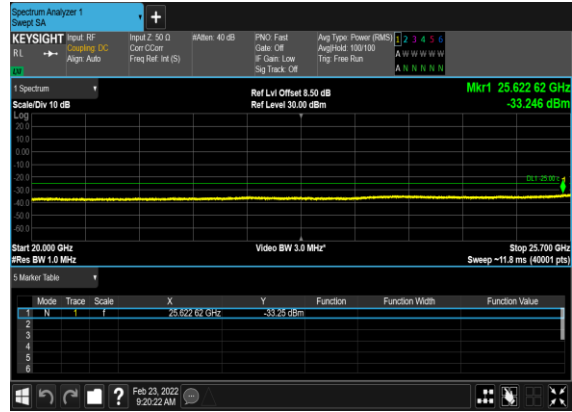 Spectrum Analyzer 1
Swept SA
+
KEYSIGHT Input: RF Input Z: 50 Ω #Atten: 40 dB PNO: Fast Avg Type: Power (RMS) 1 2 3 4 5 6
RL Coupling: DC Corr CCorr Gate: Off Avg|Hold: 100/100 A W W W W W
Align: Auto Freq Ref: Int (S) IF Gain: Low Trig: Free Run
Sig Track: Off A N N N N N
1 Spectrum Ref Lvl Offset 8.50 dB Mkr1 25.622 62 GHz
Scale/Div 10 dB Ref Level 30.00 dBm -33.246 dBm
Log
20.0
10.0
0.00
-10.0
-20.0
DL1 -25.00
-30.0
-40.0
-50.0
-60.0
Start 20.000 GHz Video BW 3.0 MHz* Stop 25.700 GHz
#Res BW 1.0 MHz Sweep ~11.8 ms (40001 pts)
5 Marker Table
Mode Trace Scale X Y Function Function Width Function Value
1 N 1 f 25.622 62 GHz -33.25 dBm
2
3
4
5
6
? Feb 23, 2022
9:20:22 AM